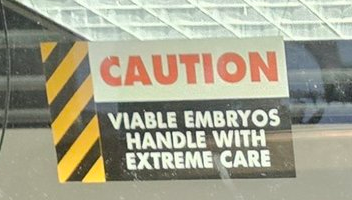 CAUTION
VIABLE EMBRYOS
HANDLE WITH
EXTREME CARE